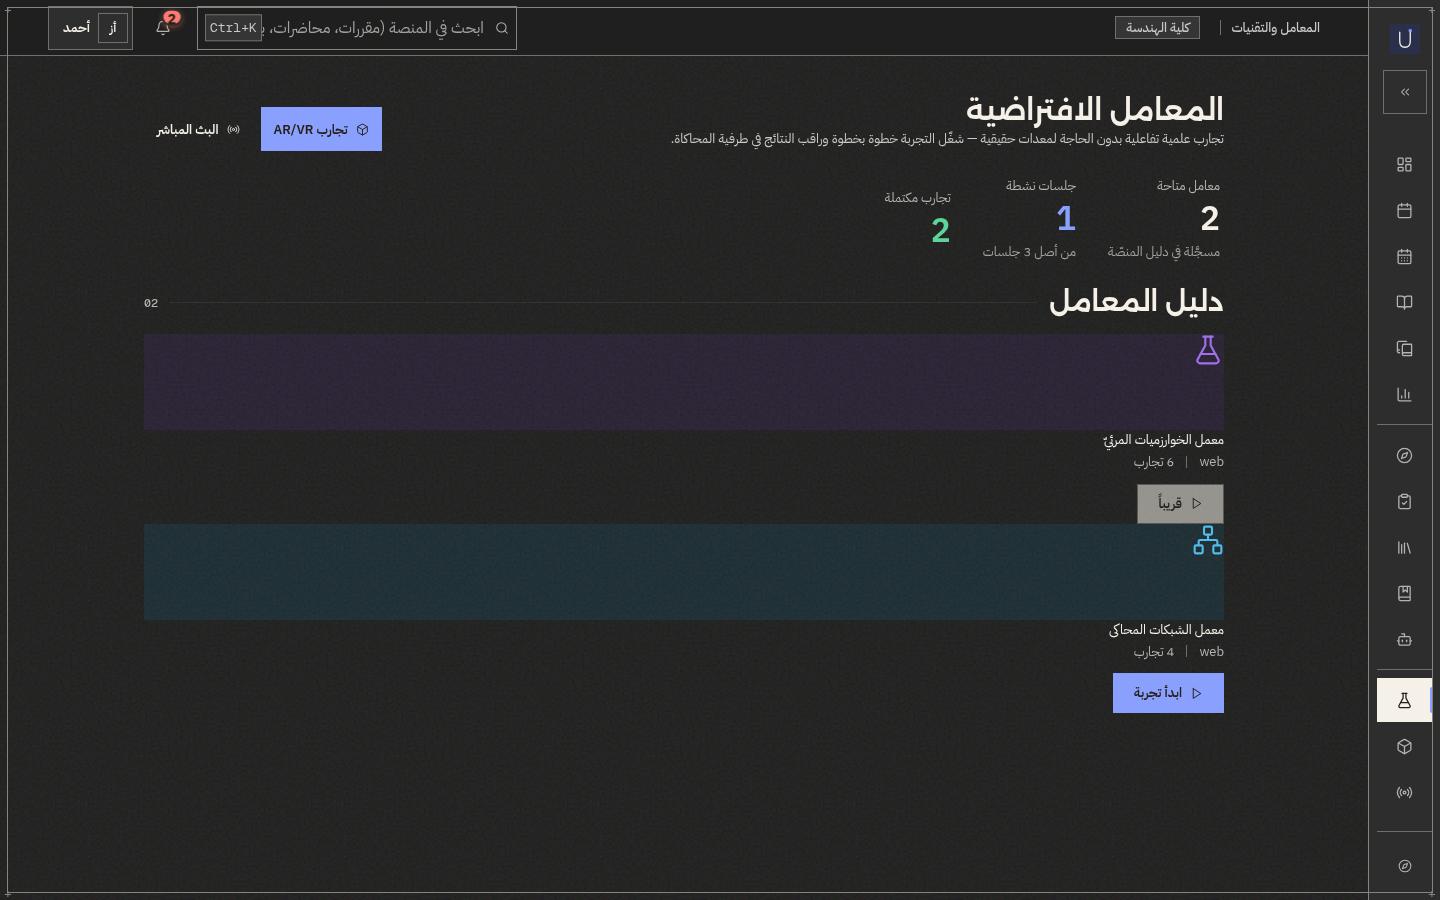 المعامل والتقنيات
كلية الهندسة
ابحث في المنصة (مقررات، محاضرات، ب
Ctrl+K
2
أز
أحمد
المعامل الافتراضية
تجارب علمية تفاعلية بدون الحاجة لمعدات حقيقية — شغّل التجربة خطوة بخطوة وراقب النتائج في طرفية المحاكاة.
تجارب AR/VR
البث المباشر
معامل متاحة
2
مسجَّلة في دليل المنصّة
جلسات نشطة
1
من أصل 3 جلسات
تجارب مكتملة
2
دليل المعامل
02
معمل الخوارزميات المرئيّ
web
6 تجارب
قريباً
معمل الشبكات المحاكى
web
4 تجارب
ابدأ تجربة